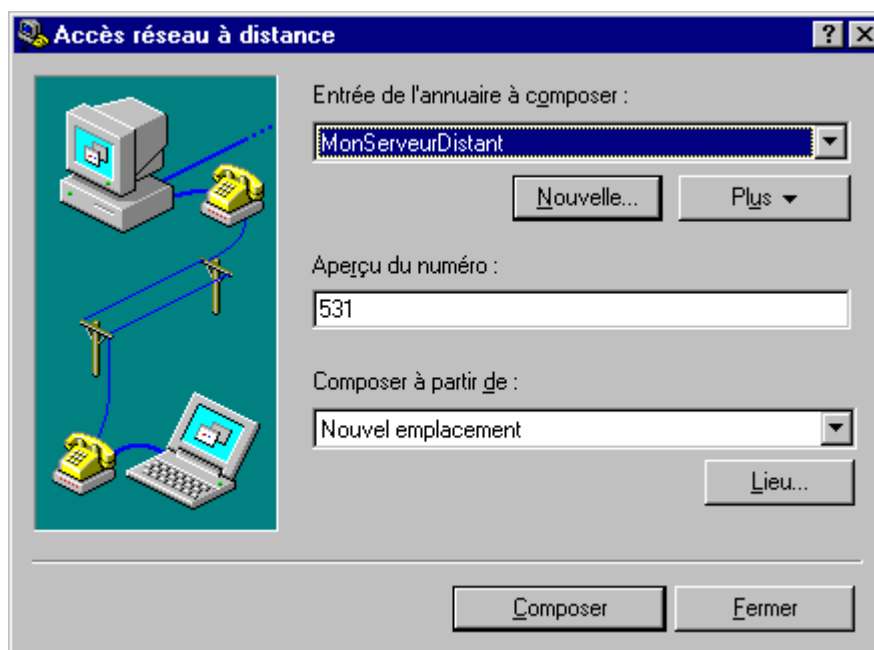 Accès réseau à distance
Entrée de l'annuaire à composer :
MonServeurDistant
Nouvelle... Plus
Aperçu du numéro :
531
Composer à partir de :
Nouvel emplacement
Lieu...
Composer Fermer